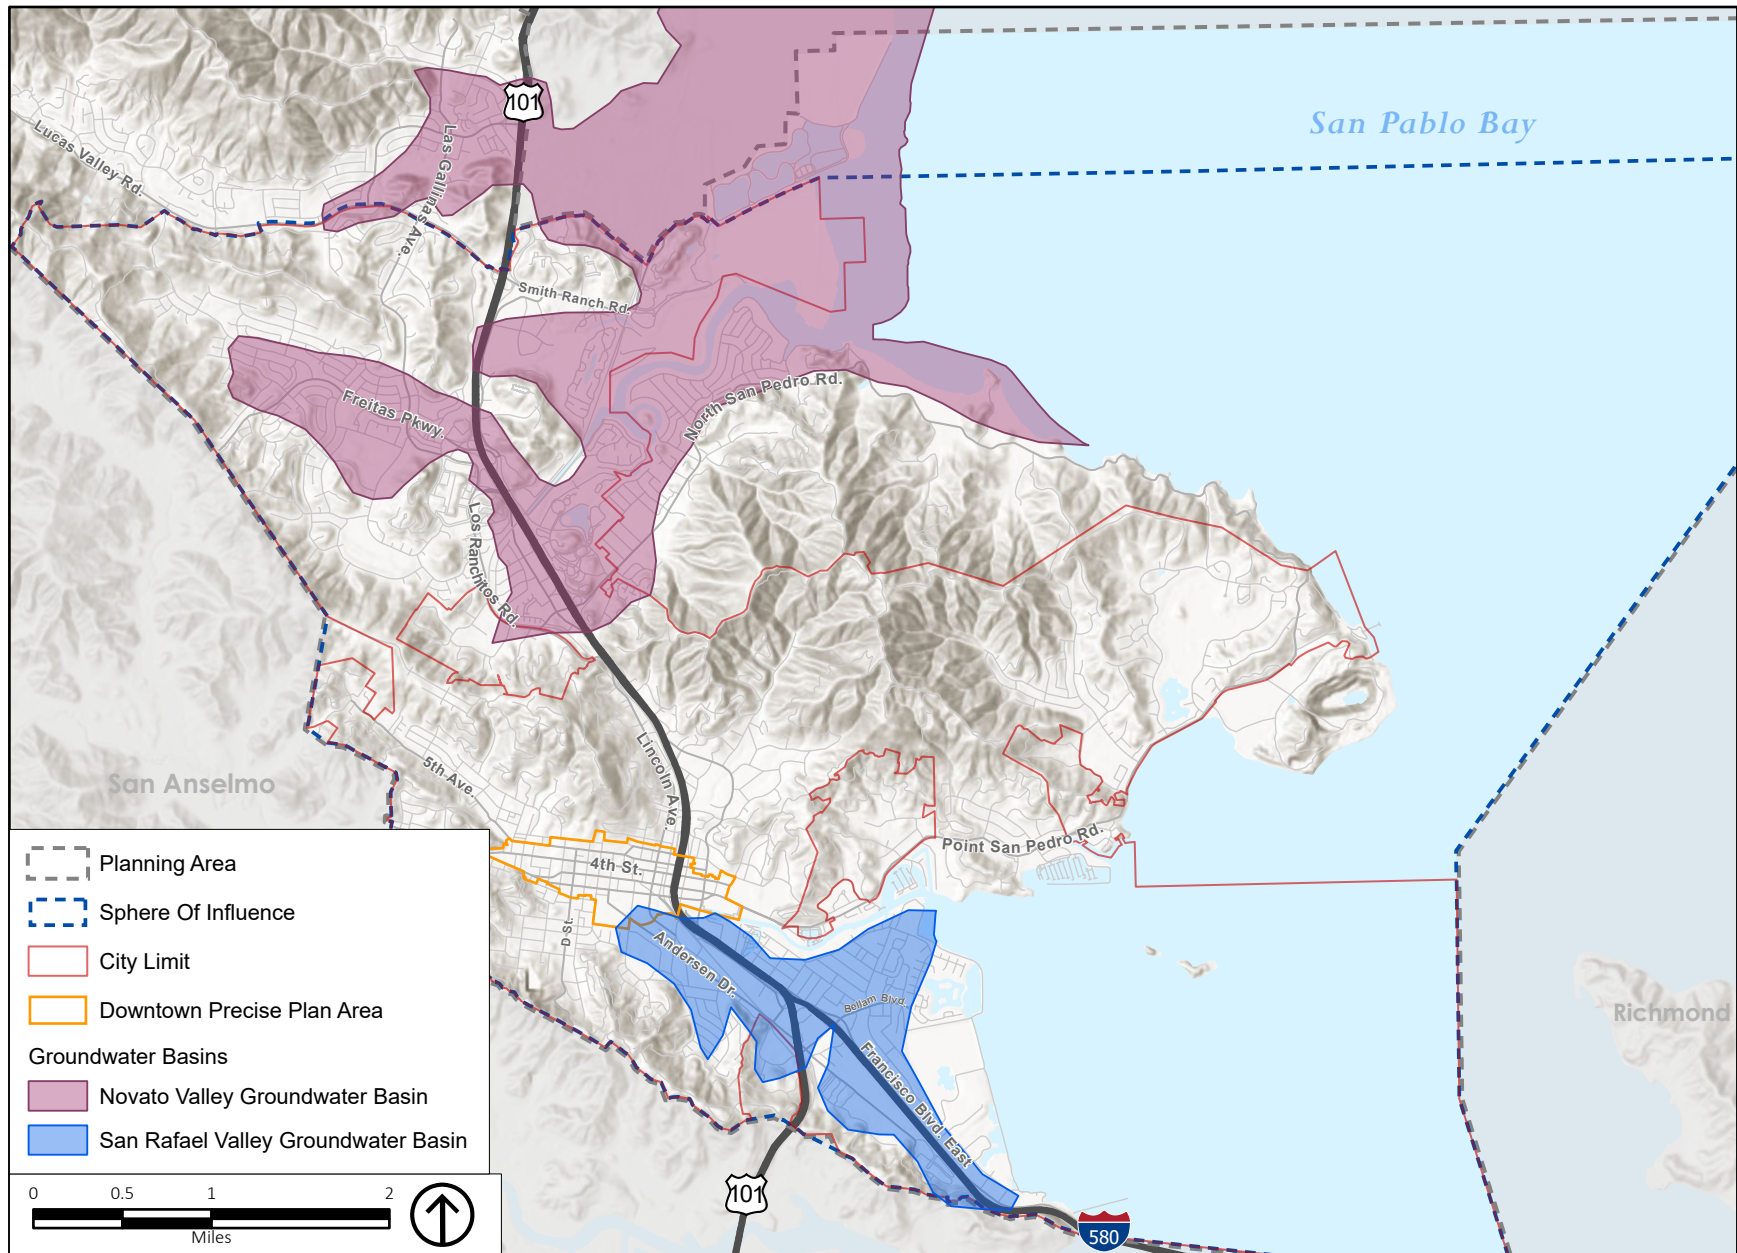 101
San Pablo Bay
Lucas Valley Rd.
Las Gallinas Ave.
Smith Ranch Rd.
North San Pedro Rd.
Freitas Pkwy.
Los Ranchitos Rd.
Lincoln Ave.
5th Ave.
San Anselmo
Point San Pedro Rd.
4th St.
D St.
Andersen Dr.
Bellam Blvd.
Francisco Blvd. East
Richmond
101
580
Planning Area
Sphere Of Influence
City Limit
Downtown Precise Plan Area
Groundwater Basins
Novato Valley Groundwater Basin
San Rafael Valley Groundwater Basin
0 0.5 1 2
Miles